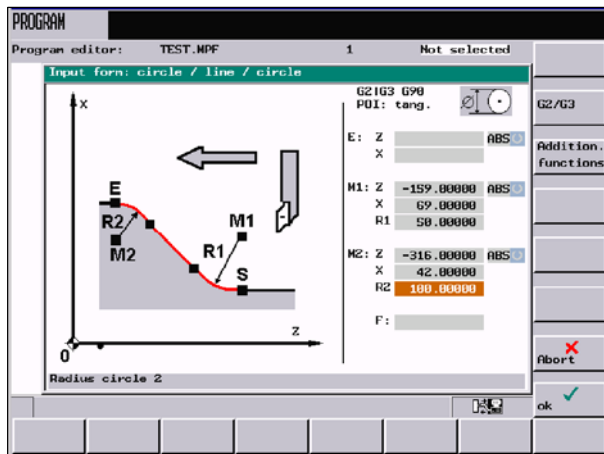 PROGRAM
Program editor: TEST.MPF 1 Not selected
Input form: circle / line / circle
G2|G3 G90
POI: tang.
G2/G3
E: Z ABS
X
Addition.
functions
M1: Z -159.00000 ABS
X 69.00000
R1 50.00000
M2: Z -316.00000 ABS
X 42.00000
R2 100.00000
F:
X
E
R2
M2
M1
R1
S
Z
0
Radius circle 2
Abort
ok